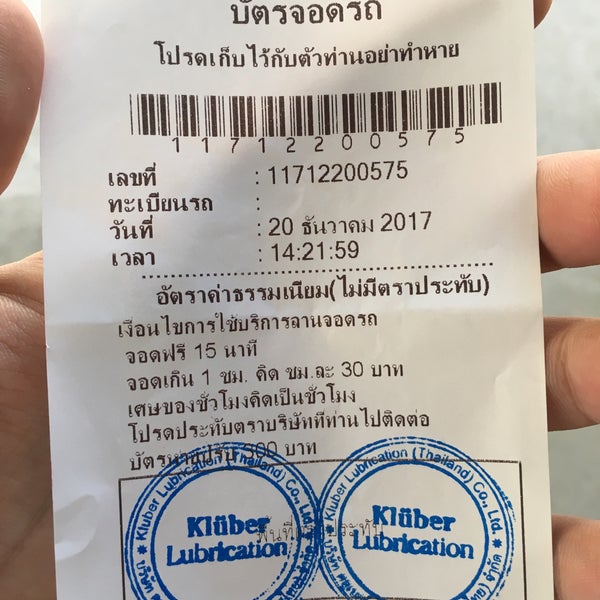 บัตรจอดรถ
โปรดเก็บไว้กับตัวท่านอย่าทำหาย
11712200575
เลขที่ : 11712200575
ทะเบียนรถ :
วันที่ : 20 ธันวาคม 2017
เวลา : 14:21:59
อัตราค่าธรรมเนียม(ไม่มีตราประทับ)
เงื่อนไขการใช้บริการลานจอดรถ
จอดฟรี 15 นาที
จอดเกิน 1 ชม. คิด ชม.ละ 30 บาท
เศษของชั่วโมงคิดเป็นชั่วโมง
โปรดประทับตราบริษัทที่ท่านไปติดต่อ
บัตรหายปรับ 300 บาท
Klüber Lubrication (Thailand) Co., Ltd.
Klüber
Lubrication
Klüber Lubrication (Thailand) Co., Ltd.
Klüber
Lubrication